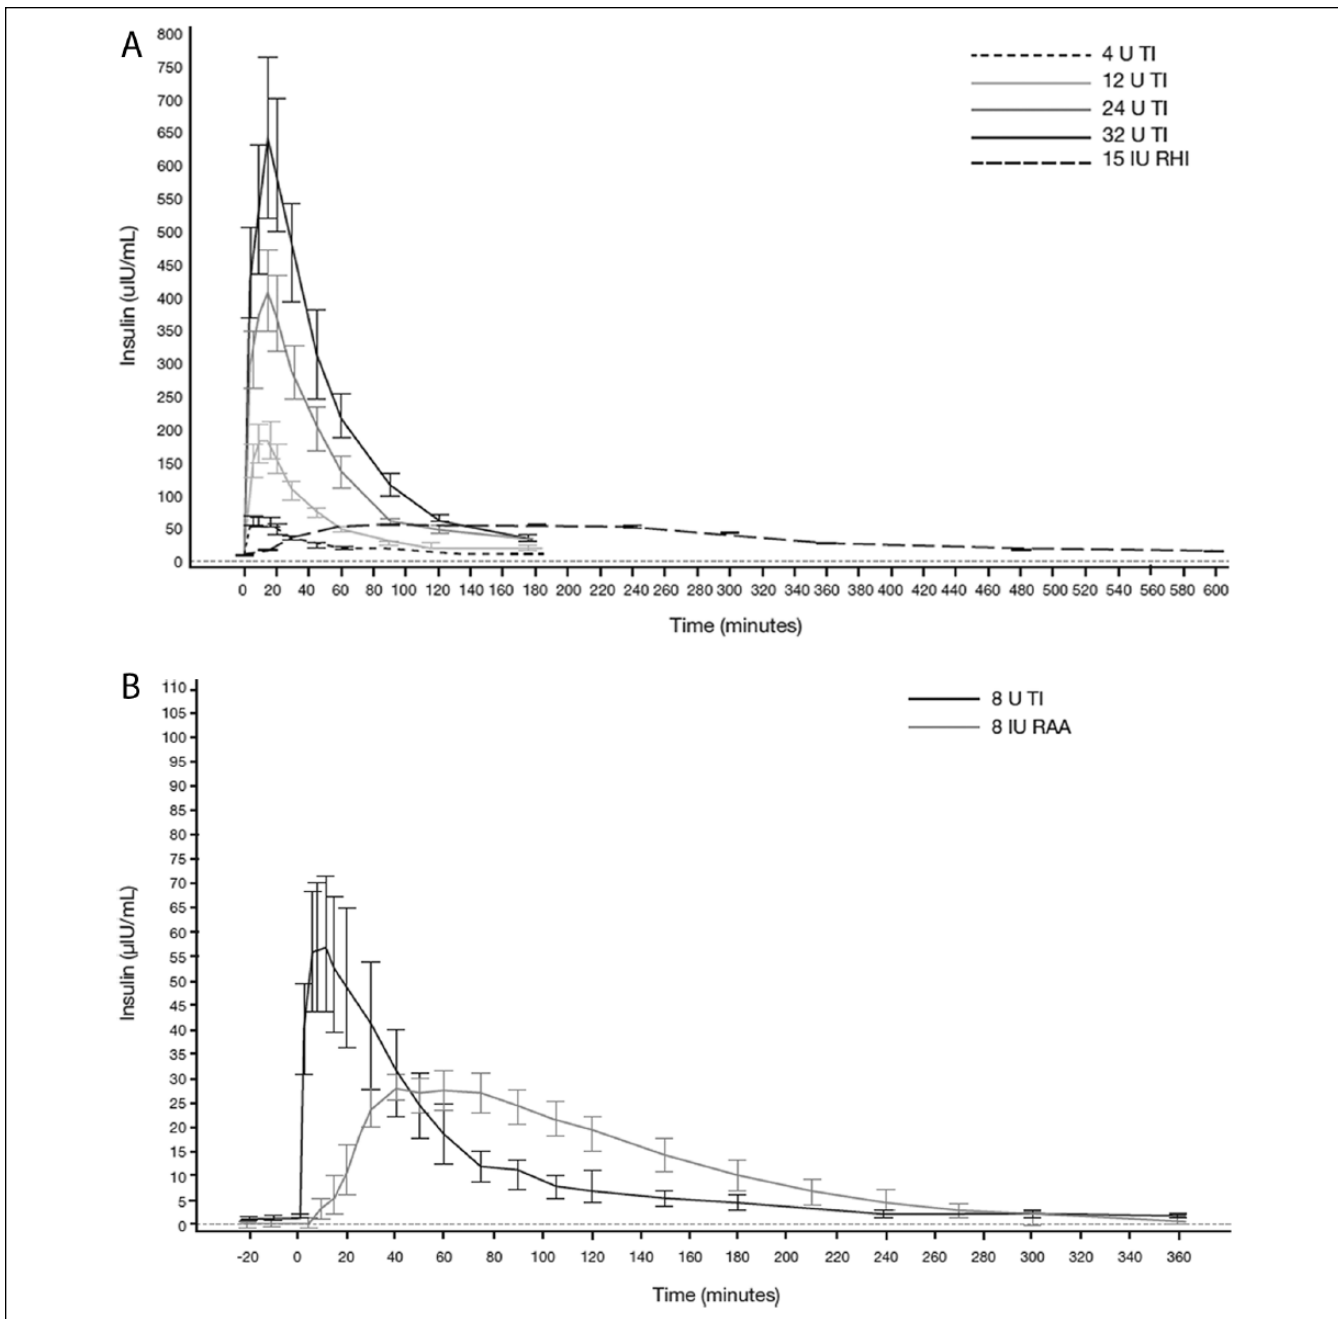 A
800
750
700
650
600
550
500
450
400
350
300
250
200
150
100
50
0
Insulin (uIU/mL)
4 U TI
12 U TI
24 U TI
32 U TI
15 IU RHI
0 20 40 60 80 100 120 140 160 180 200 220 240 260 280 300 320 340 360 380 400 420 440 460 480 500 520 540 560 580 600
Time (minutes)
B
110
105
100
95
90
85
80
75
70
65
60
55
50
45
40
35
30
25
20
15
10
5
0
Insulin (µIU/mL)
8 U TI
8 IU RAA
-20 0 20 40 60 80 100 120 140 160 180 200 220 240 260 280 300 320 340 360
Time (minutes)